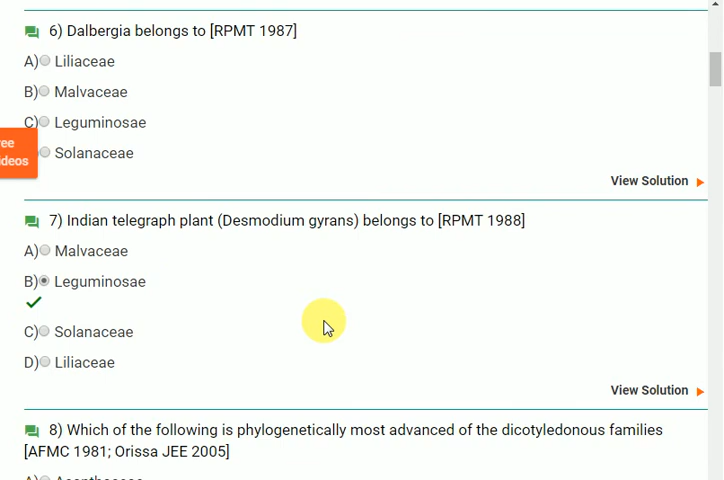 6) Dalbergia belongs to [RPMT 1987]
A) Liliaceae
B) Malvaceae
C) Leguminosae
ree
ideos
Solanaceae
View Solution
7) Indian telegraph plant (Desmodium gyrans) belongs to [RPMT 1988]
A) Malvaceae
B) Leguminosae
C) Solanaceae
D) Liliaceae
View Solution
8) Which of the following is phylogenetically most advanced of the dicotyledonous families
[AFMC 1981; Orissa JEE 2005]